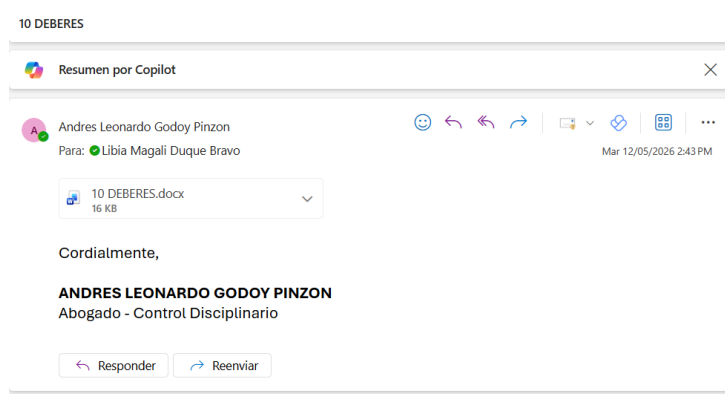 10 DEBERES
Resumen por Copilot
A
Andres Leonardo Godoy Pinzon
Para: Libia Magali Duque Bravo
Mar 12/05/2026 2:43 PM
10 DEBERES.docx
16 KB
Cordialmente,
ANDRES LEONARDO GODOY PINZON
Abogado - Control Disciplinario
Responder
Reenviar